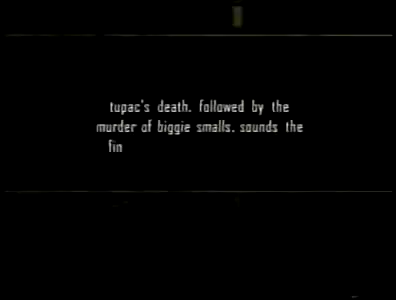 tupac's death. followed by the
murder of biggie smalls. sounds the
fin